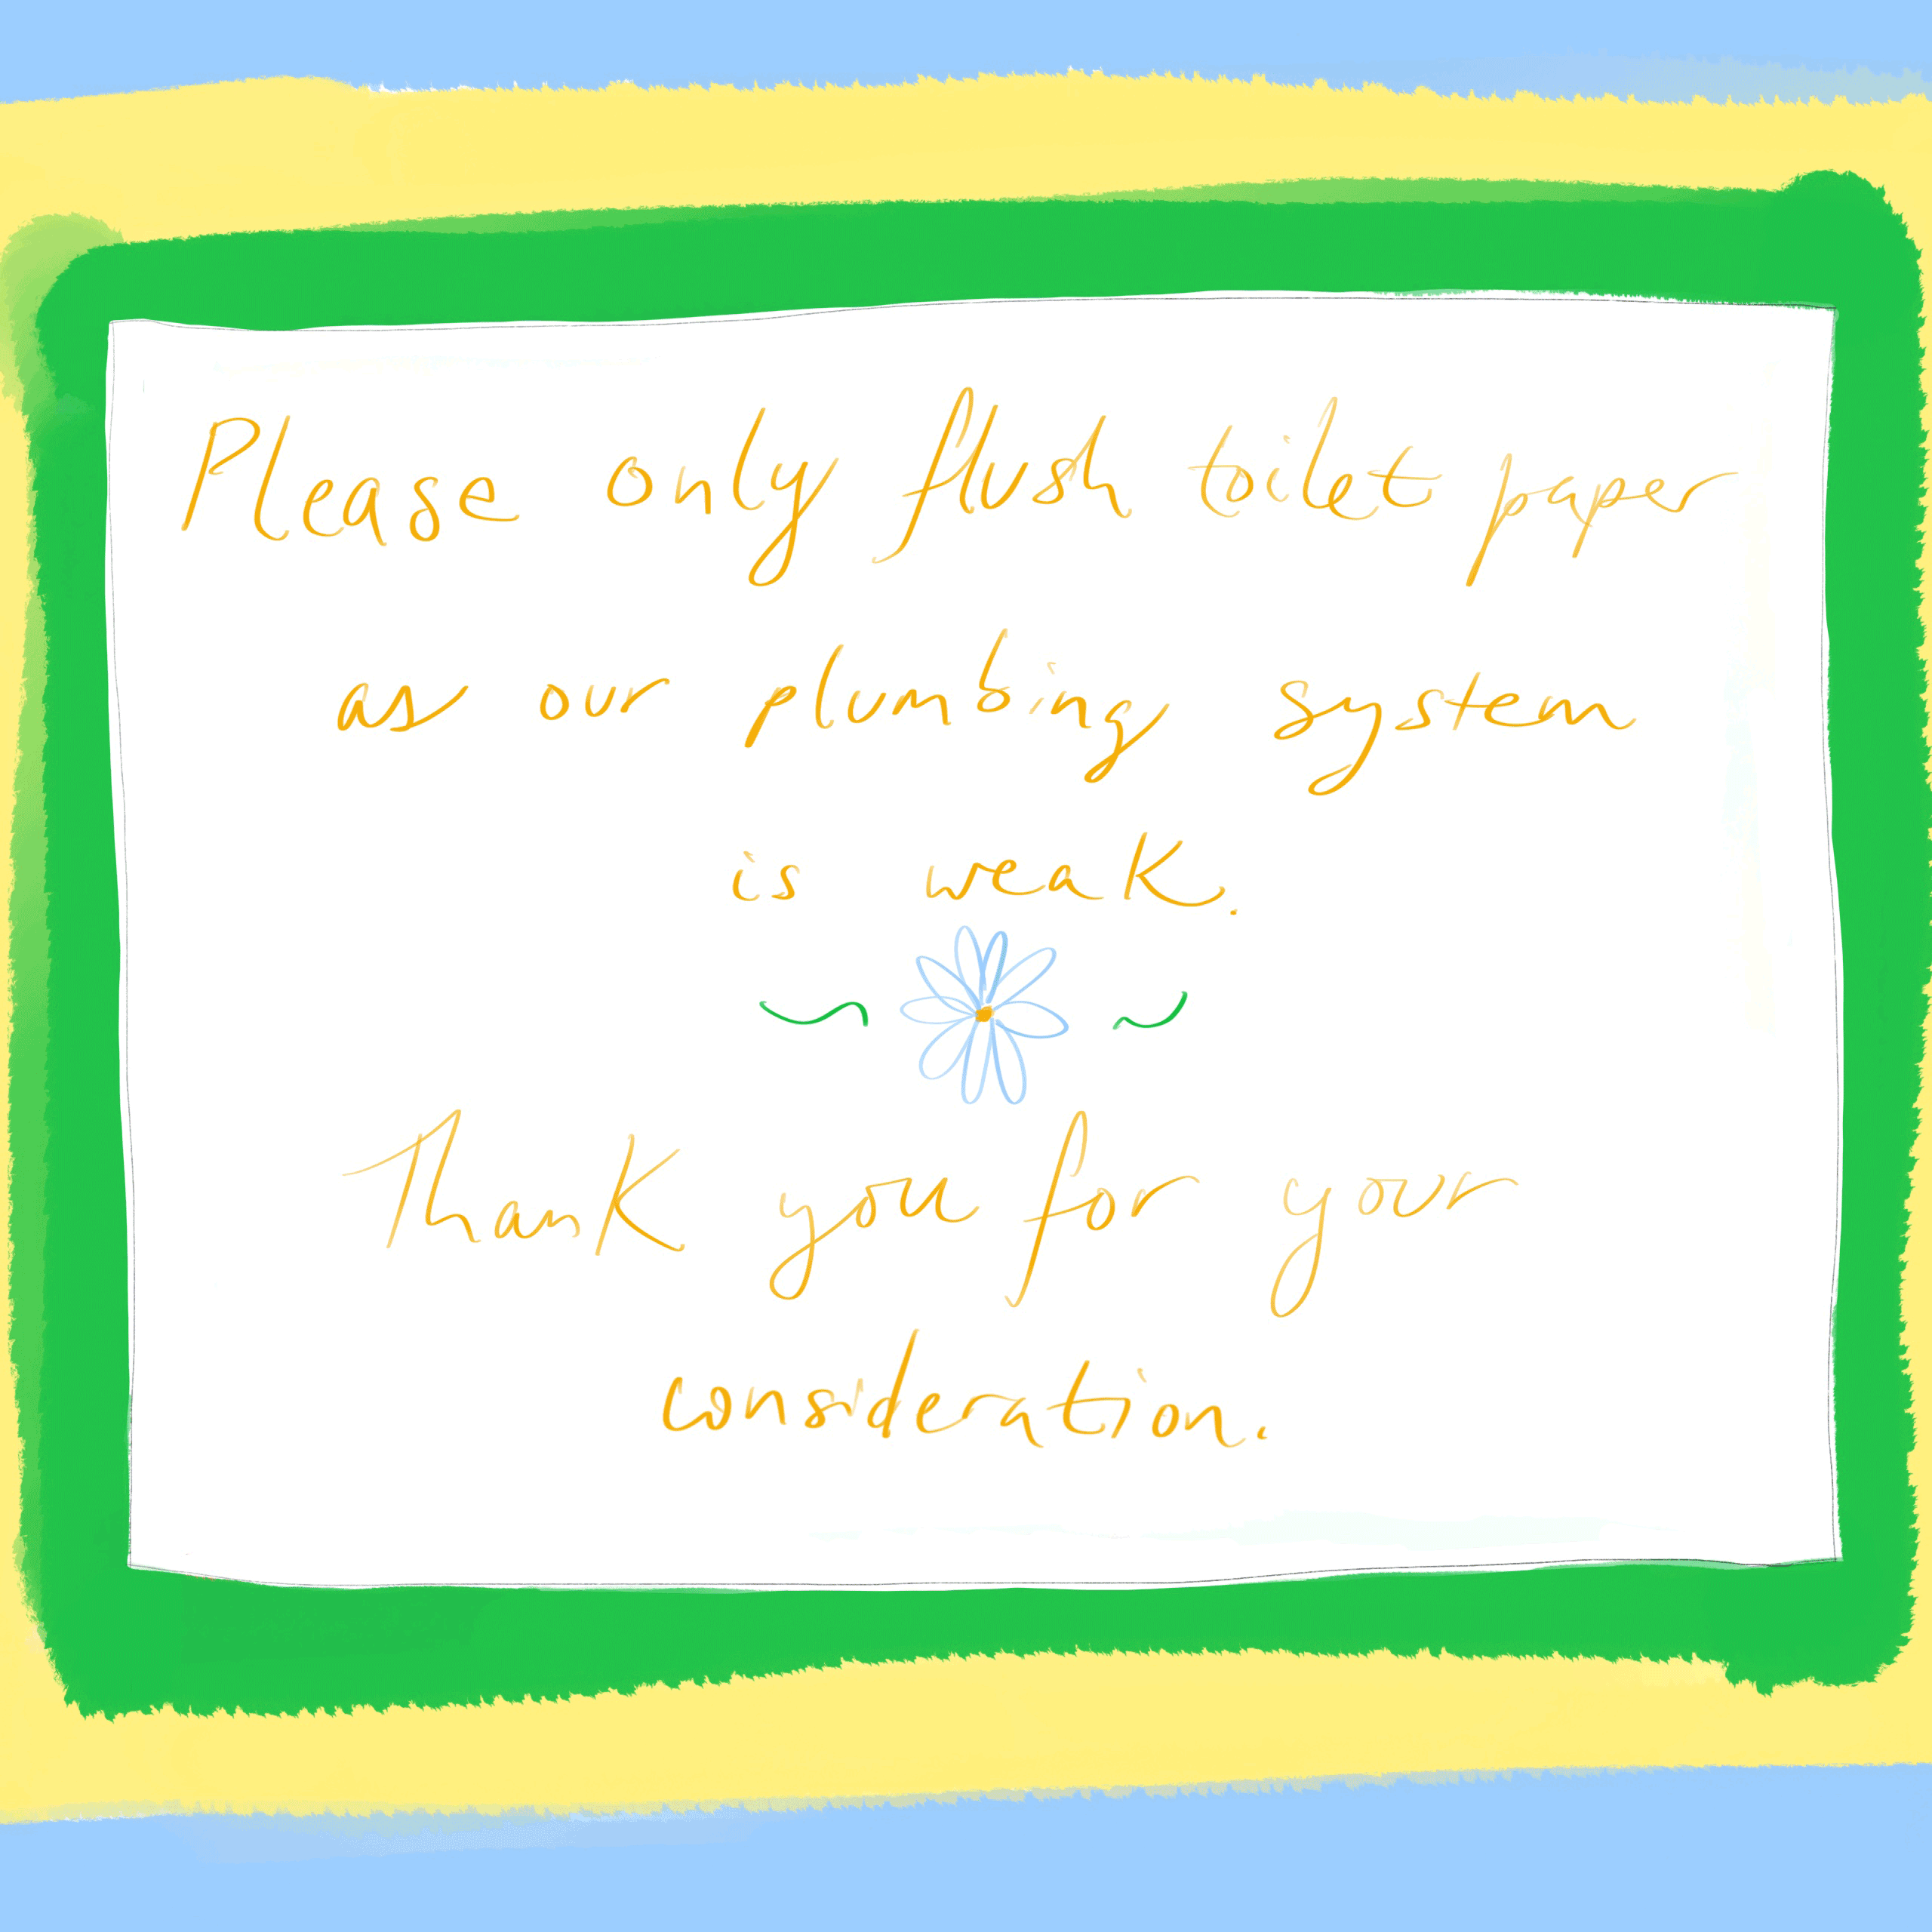 Please only flush toilet paper
as our plumbing system
is weak.
Thank you for your
consideration.